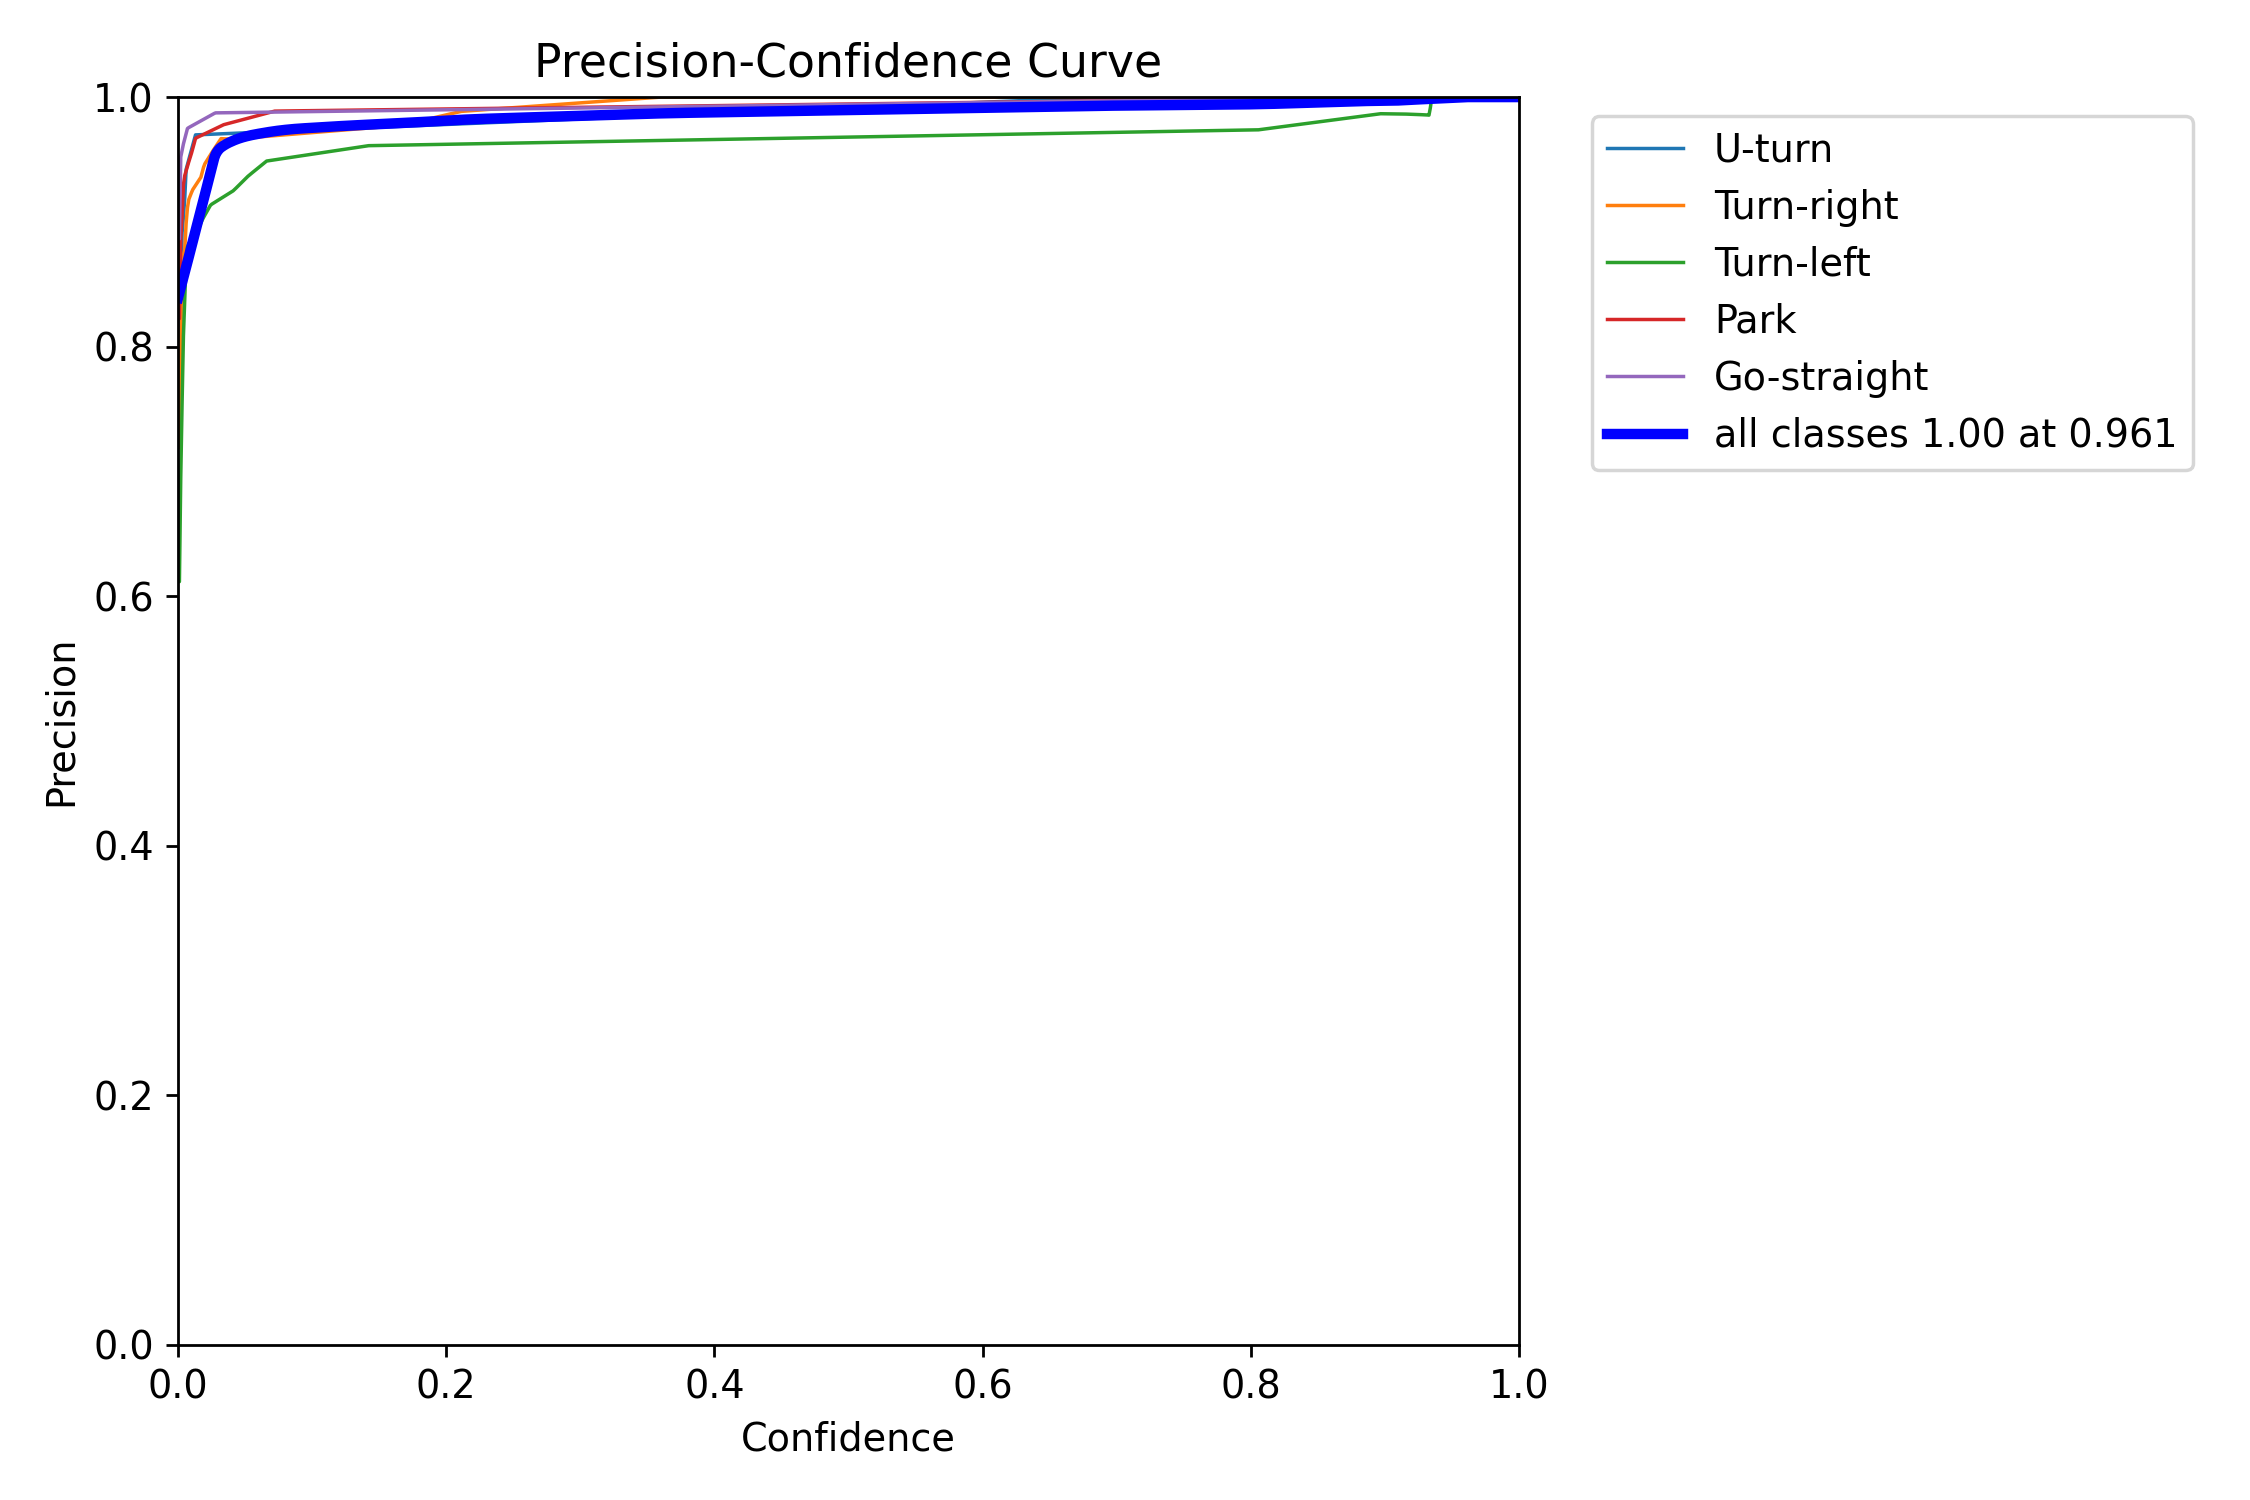 Precision-Confidence Curve
1.0
0.8
0.6
0.4
0.2
0.0
Precision
0.0 0.2 0.4 0.6 0.8 1.0
Confidence
U-turn
Turn-right
Turn-left
Park
Go-straight
all classes 1.00 at 0.961